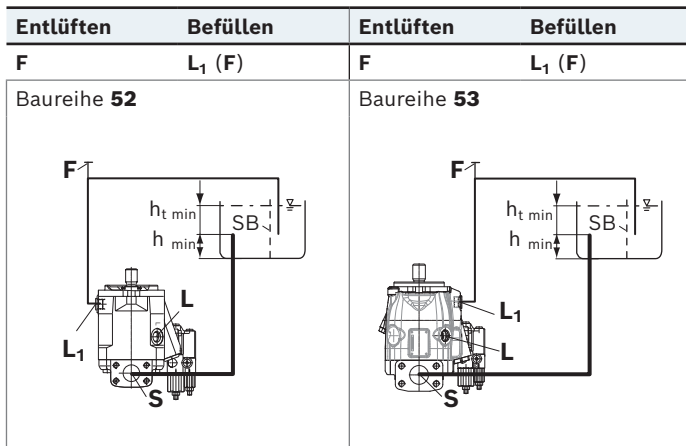 Entlüften Befüllen Entlüften Befüllen
F L₁ (F) F L₁ (F)
Baureihe 52
F
hₜ ₘᵢₙ
SB
h ₘᵢₙ
L
L₁
S
Baureihe 53
F
hₜ ₘᵢₙ
SB
h ₘᵢₙ
L₁
L
S